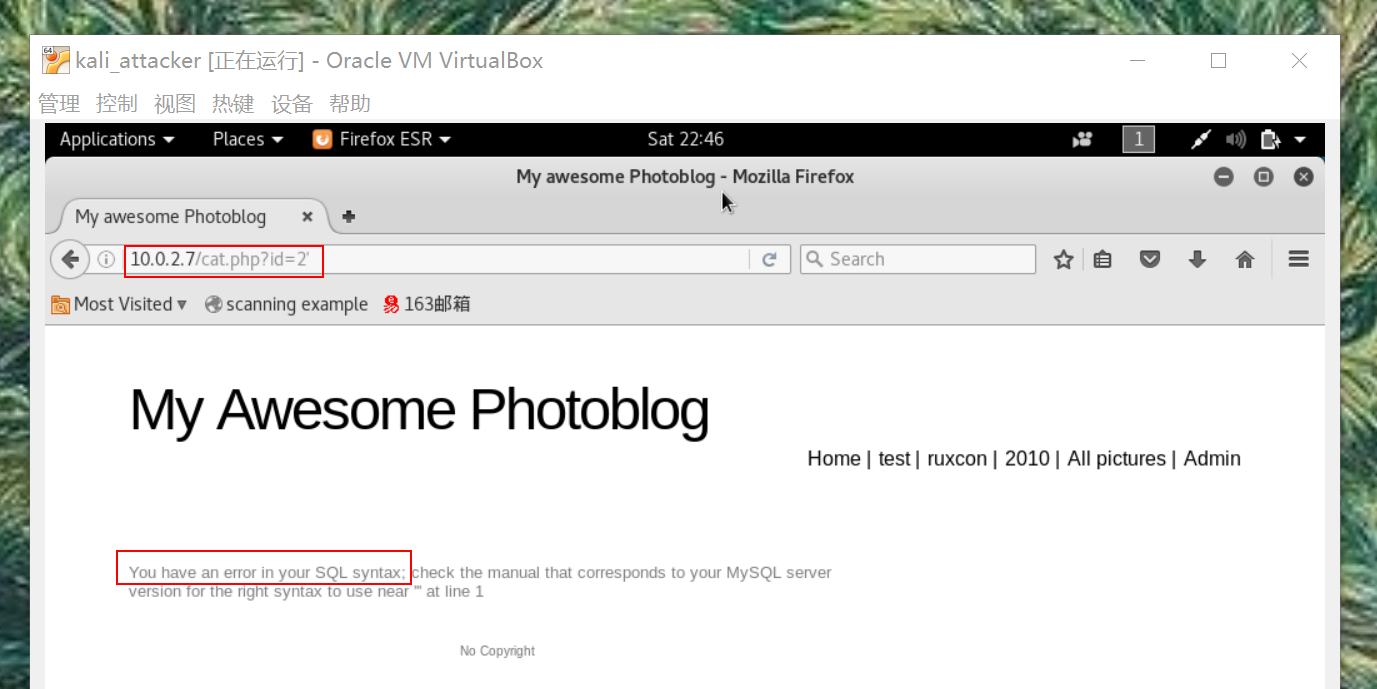 64
kali_attacker [正在运行] - Oracle VM VirtualBox
管理 控制 视图 热键 设备 帮助
Applications Places Firefox ESR Sat 22:46 1
My awesome Photoblog - Mozilla Firefox
My awesome Photoblog
10.0.2.7/cat.php?id=2' Search
Most Visited scanning example 易 163邮箱
My Awesome Photoblog
Home | test | ruxcon | 2010 | All pictures | Admin
You have an error in your SQL syntax; check the manual that corresponds to your MySQL server
version for the right syntax to use near ''' at line 1
No Copyright